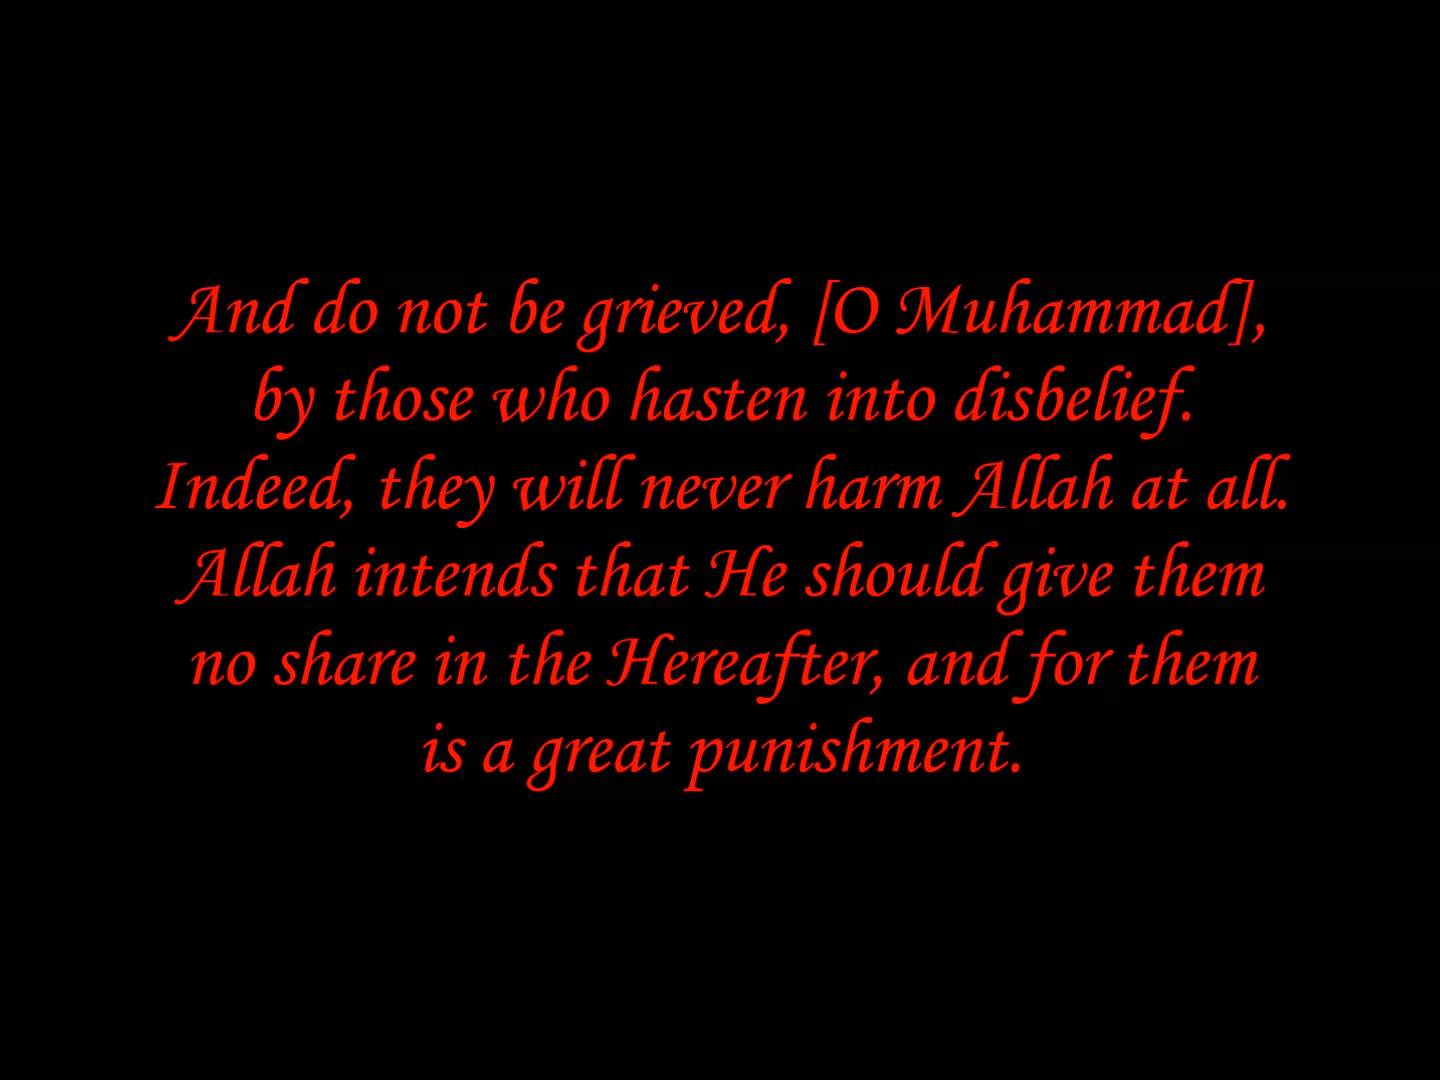 And do not be grieved, [O Muhammad],
by those who hasten into disbelief.
Indeed, they will never harm Allah at all.
Allah intends that He should give them
no share in the Hereafter, and for them
is a great punishment.